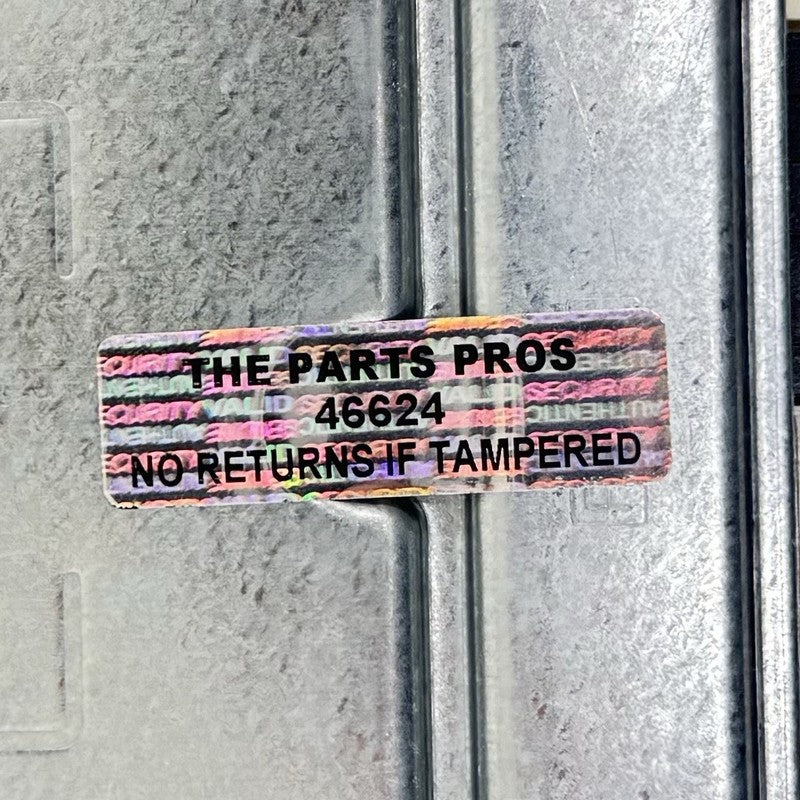 THE PARTS PROS
46624
NO RETURNS IF TAMPERED